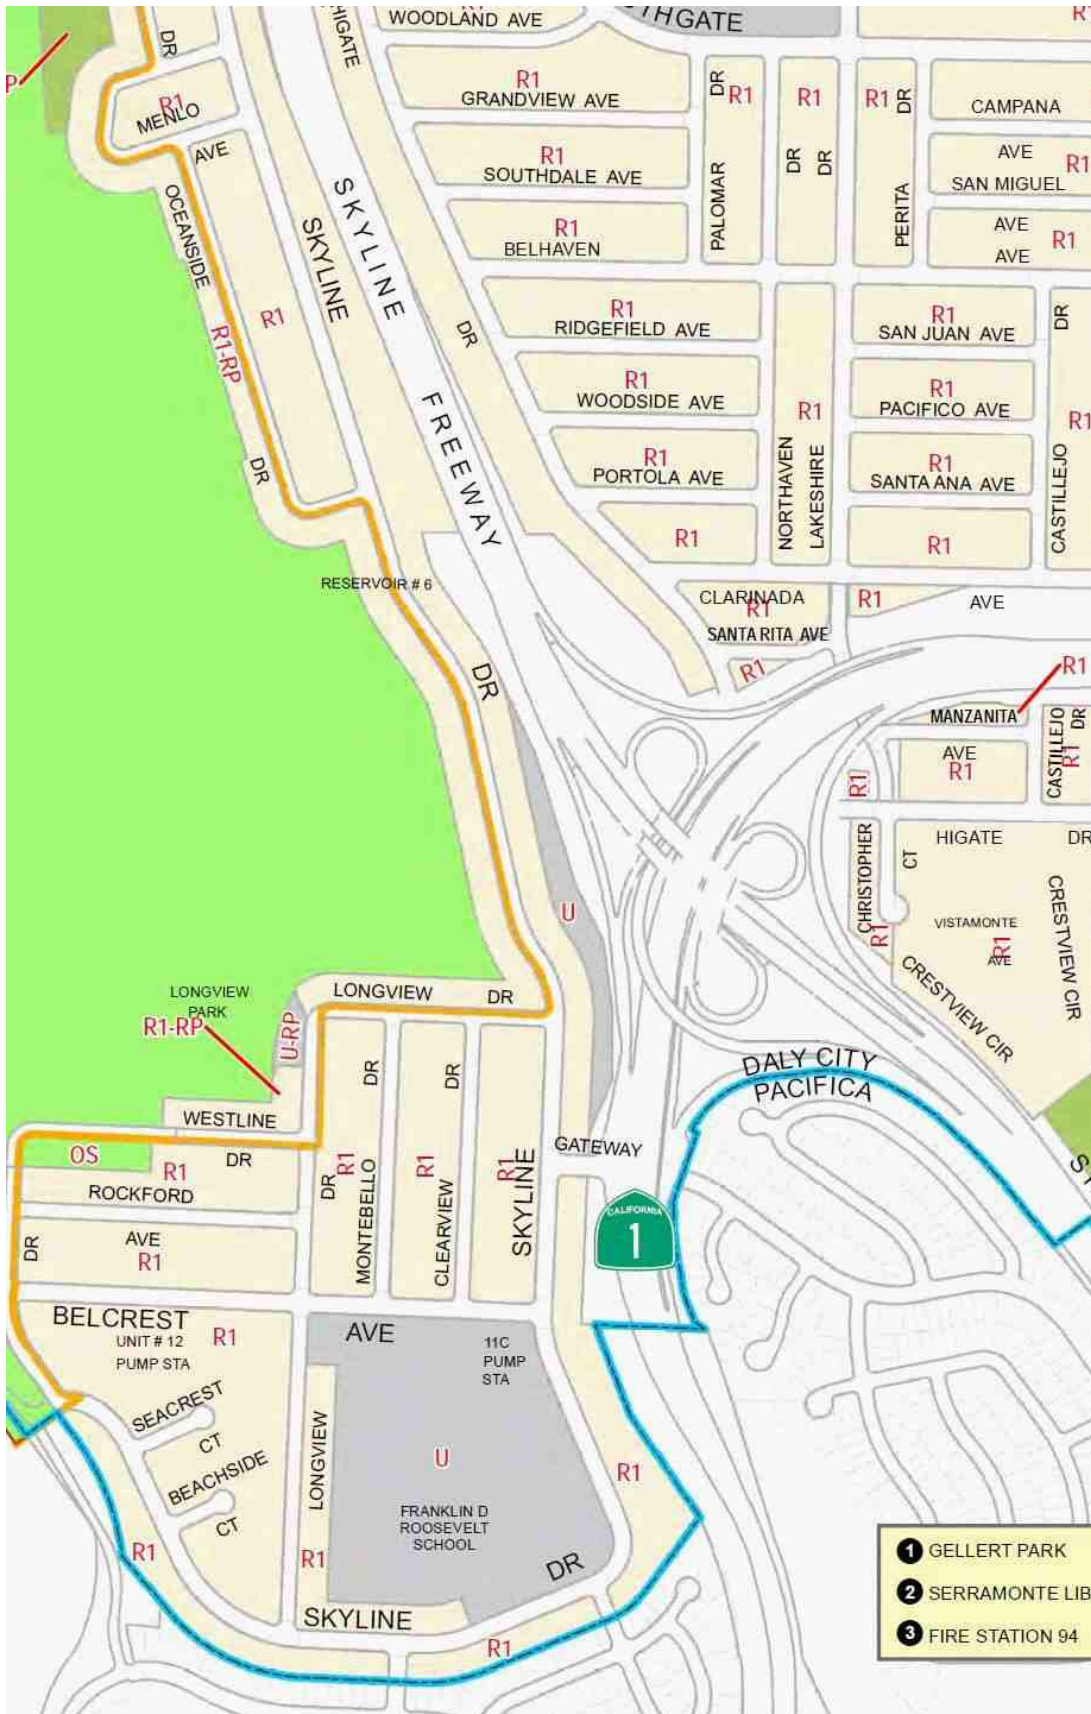 WOODLAND AVE
R1
THGATE
R1
DR
HIGATE
P
R1
MENLO
AVE
R1
GRANDVIEW AVE
DR
R1
R1
R1
DR
CAMPANA
R1
SOUTHDALE AVE
AVE
R1
SAN MIGUEL
PALOMAR
DR
DR
PERITA
R1
BELHAVEN
AVE
R1
AVE
OCEANSIDE
SKYLINE
SKYLINE
FREEWAY
R1
R1-RP
DR
DR
R1
RIDGEFIELD AVE
R1
SAN JUAN AVE
DR
R1
WOODSIDE AVE
R1
R1
PACIFICO AVE
R1
R1
PORTOLA AVE
NORTHAVEN
LAKESHIRE
R1
SANTA ANA AVE
CASTILLEJO
R1
R1
RESERVOIR # 6
CLARINADA
R1
SANTA RITA AVE
R1
AVE
R1
DR
R1
MANZANITA
AVE
R1
CASTILLEJO
DR
R1
R1
HIGATE
DR
CHRISTOPHER
CT
R1
VISTAMONTE
R1
AVE
CRESTVIEW CIR
CRESTVIEW CIR
U
LONGVIEW
PARK
LONGVIEW
DR
R1-RP
U-RP
DALY CITY
PACIFICA
DR
DR
WESTLINE
GATEWAY
OS
R1
DR
ROCKFORD
DR
R1
MONTEBELLO
R1
CLEARVIEW
R1
SKYLINE
CALIFORNIA
1
SY
DR
AVE
R1
BELCREST
AVE
UNIT # 12
PUMP STA
R1
11C
PUMP
STA
SEACREST
CT
BEACHSIDE
CT
LONGVIEW
R1
U
FRANKLIN D
ROOSEVELT
SCHOOL
R1
R1
DR
SKYLINE
R1
1 GELLERT PARK
2 SERRAMONTE LIB
3 FIRE STATION 94